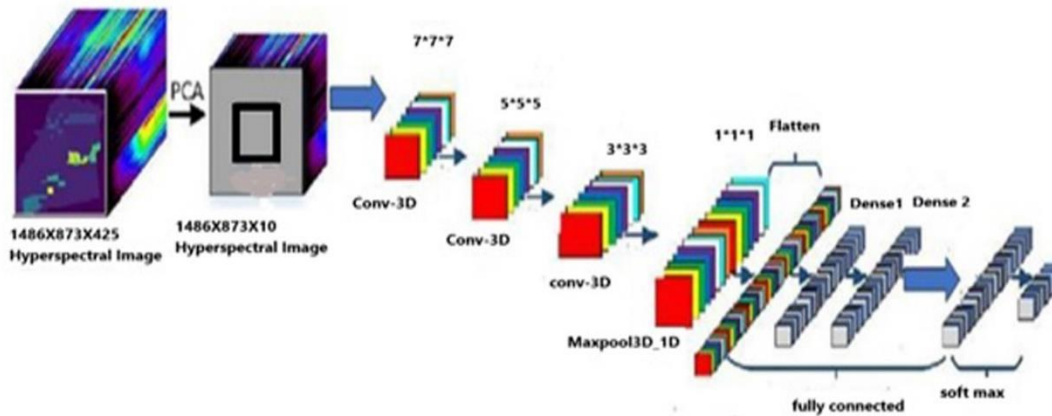 PCA
1486X873X425
Hyperspectral Image
1486X873X10
Hyperspectral Image
7*7*7
Conv-3D
5*5*5
Conv-3D
3*3*3
conv-3D
1*1*1
Maxpool3D_1D
Flatten
Dense1 Dense 2
fully connected
soft max